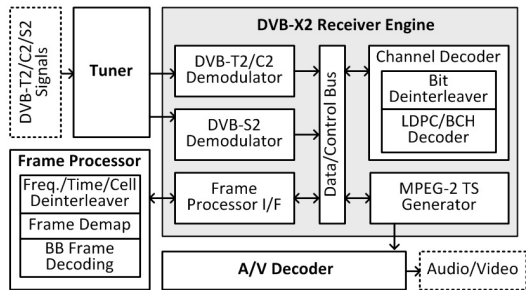 DVB-T2/C2/S2
Signals
Tuner
DVB-X2 Receiver Engine
DVB-T2/C2
Demodulator
DVB-S2
Demodulator
Frame
Processor I/F
Data/Control Bus
Channel Decoder
Bit
Deinterleaver
LDPC/BCH
Decoder
MPEG-2 TS
Generator
Frame Processor
Freq./Time/Cell
Deinterleaver
Frame Demap
BB Frame
Decoding
A/V Decoder
Audio/Video